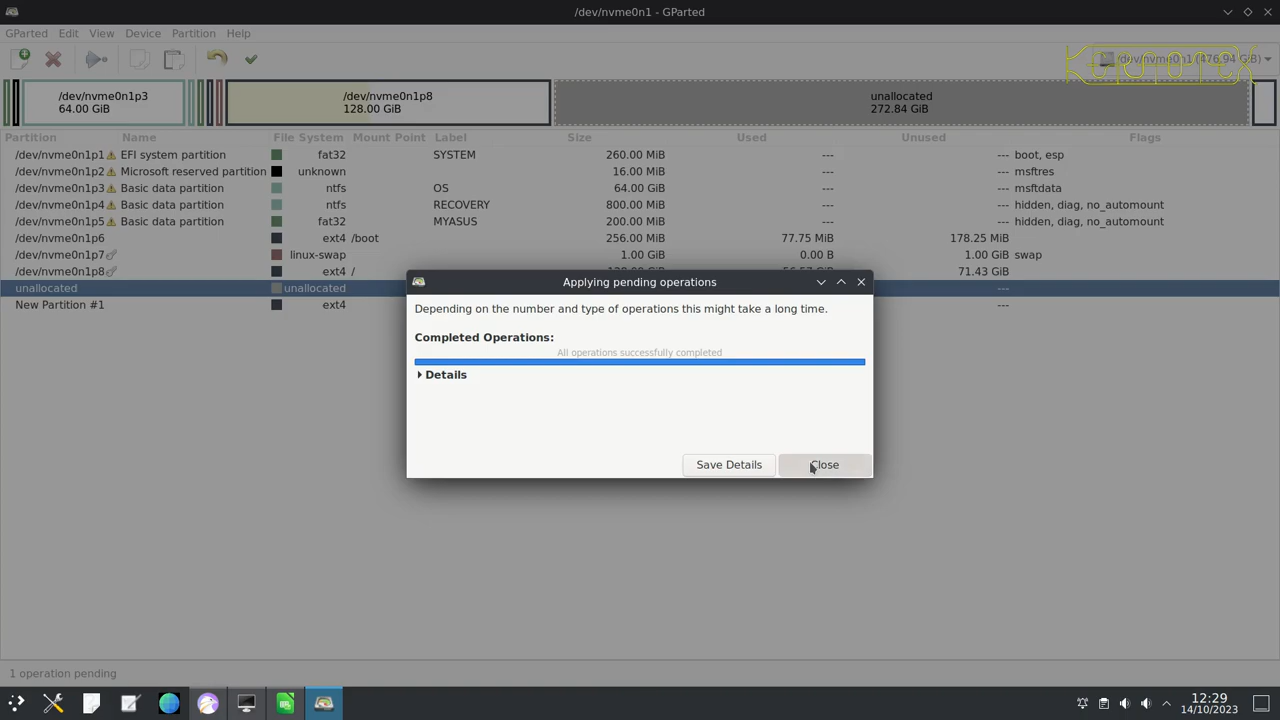 /dev/nvme0n1 - GParted
GParted Edit View Device Partition Help
/dev/nvme0n1 (476.94 GiB)
KeratoTeX
/dev/nvme0n1p3
64.00 GiB
/dev/nvme0n1p8
128.00 GiB
unallocated
272.84 GiB
Partition Name File System Mount Point Label Size Used Unused Flags
/dev/nvme0n1p1 EFI system partition fat32 SYSTEM 260.00 MiB --- --- boot, esp
/dev/nvme0n1p2 Microsoft reserved partition unknown 16.00 MiB --- --- msftres
/dev/nvme0n1p3 Basic data partition ntfs OS 64.00 GiB --- --- msftdata
/dev/nvme0n1p4 Basic data partition ntfs RECOVERY 800.00 MiB --- --- hidden, diag, no_automount
/dev/nvme0n1p5 Basic data partition fat32 MYASUS 200.00 MiB --- --- hidden, diag, no_automount
/dev/nvme0n1p6 ext4 /boot 256.00 MiB 77.75 MiB 178.25 MiB
/dev/nvme0n1p7 linux-swap 1.00 GiB 0.00 B 1.00 GiB swap
/dev/nvme0n1p8 ext4 / 71.43 GiB
unallocated unallocated ---
New Partition #1 ext4
Applying pending operations
Depending on the number and type of operations this might take a long time.
Completed Operations:
All operations successfully completed
Details
Save Details Close
1 operation pending
12:29
14/10/2023